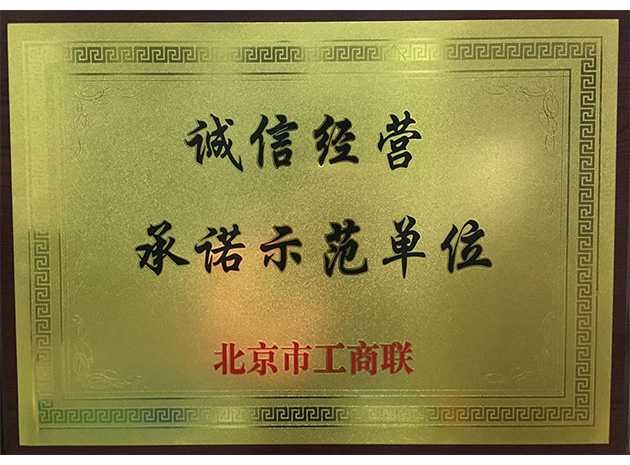 诚信经营
承诺示范单位
北京市工商联